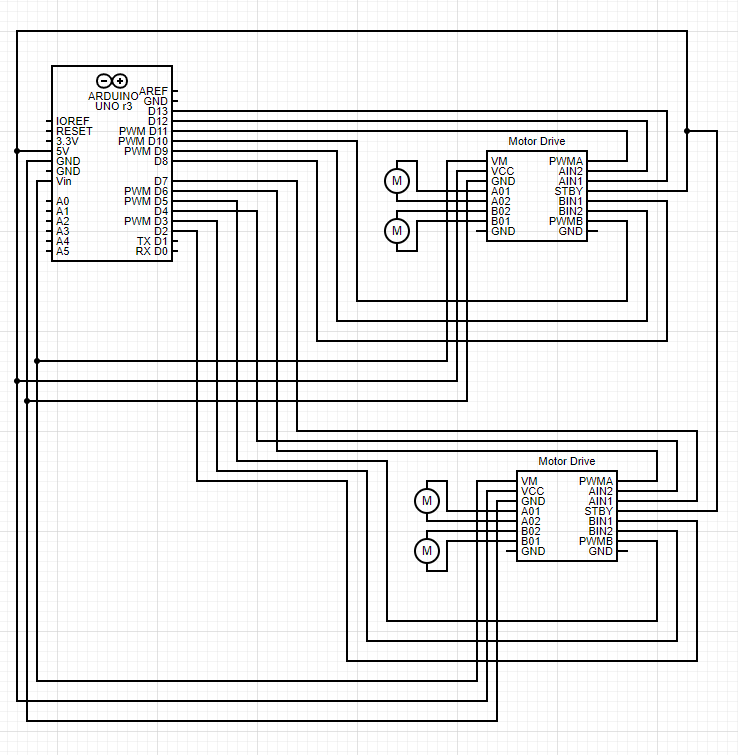 ARDUINO
UNO r3
AREF
GND
D13
IOREF D12
RESET PWM D11
3.3V PWM D10
5V PWM D9
GND D8
GND
Vin D7
PWM D6
A0 PWM D5
A1 D4
A2 PWM D3
A3 D2
A4 TX D1
A5 RX D0
Motor Drive
VM PWMA
VCC AIN2
GND AIN1
A01 STBY
A02 BIN1
B02 BIN2
B01 PWMB
GND GND
M
M
Motor Drive
VM PWMA
VCC AIN2
GND AIN1
A01 STBY
A02 BIN1
B02 BIN2
B01 PWMB
GND GND
M
M